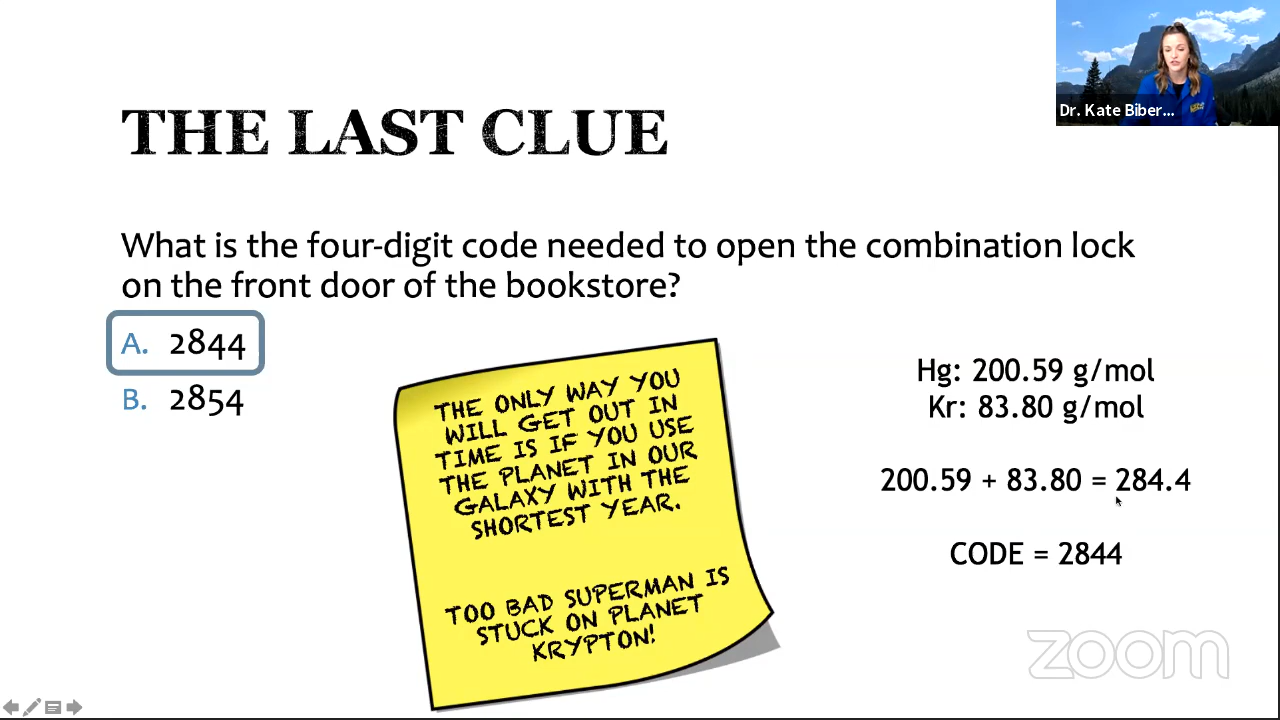 Dr. Kate Biber...
THE LAST CLUE
What is the four-digit code needed to open the combination lock
on the front door of the bookstore?
A. 2844
B. 2854
THE ONLY WAY YOU
WILL GET OUT IN
TIME IS IF YOU USE
THE PLANET IN OUR
GALAXY WITH THE
SHORTEST YEAR.
TOO BAD SUPERMAN IS
STUCK ON PLANET
KRYPTON!
Hg: 200.59 g/mol
Kr: 83.80 g/mol
200.59 + 83.80 = 284.4
CODE = 2844
zoom